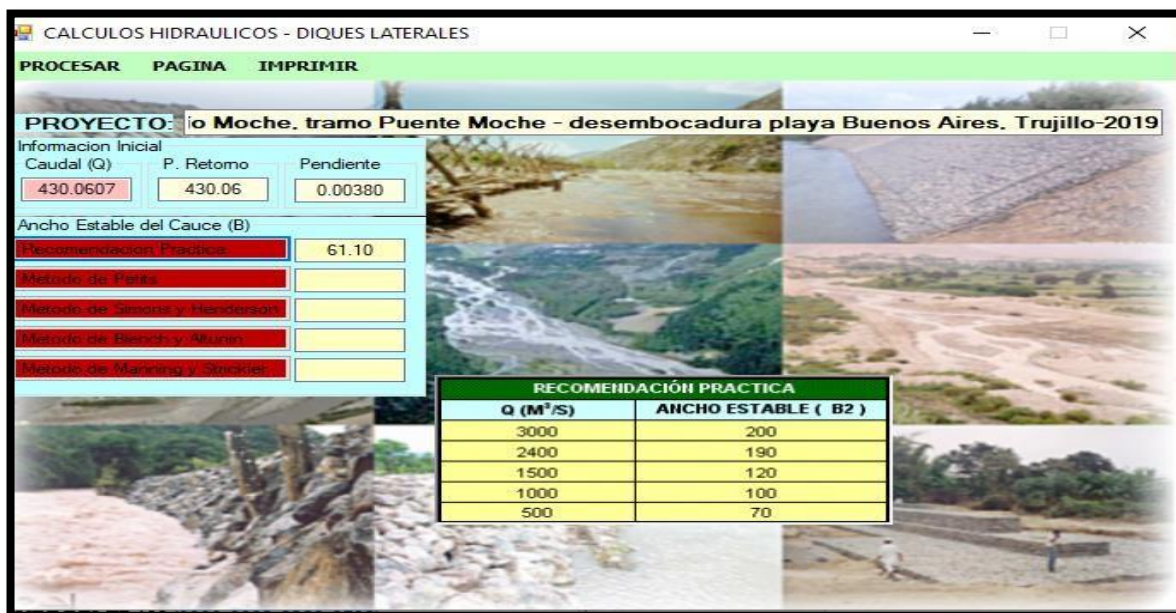 CALCULOS HIDRAULICOS - DIQUES LATERALES
PROCESAR PAGINA IMPRIMIR
PROYECTO: io Moche, tramo Puente Moche - desembocadura playa Buenos Aires, Trujillo-2019
Informacion Inicial
Caudal (Q) P. Retorno Pendiente
430.0607 430.06 0.00380
Ancho Estable del Cauce (B)
Recomendacion Practica 61.10
Metodo de Petits
Metodo de Simons y Henderson
Metodo de Blench y Altunin
Metodo de Manning y Strickler
RECOMENDACIÓN PRACTICA
Q (M³/S) ANCHO ESTABLE ( B2 )
3000 200
2400 190
1500 120
1000 100
500 70